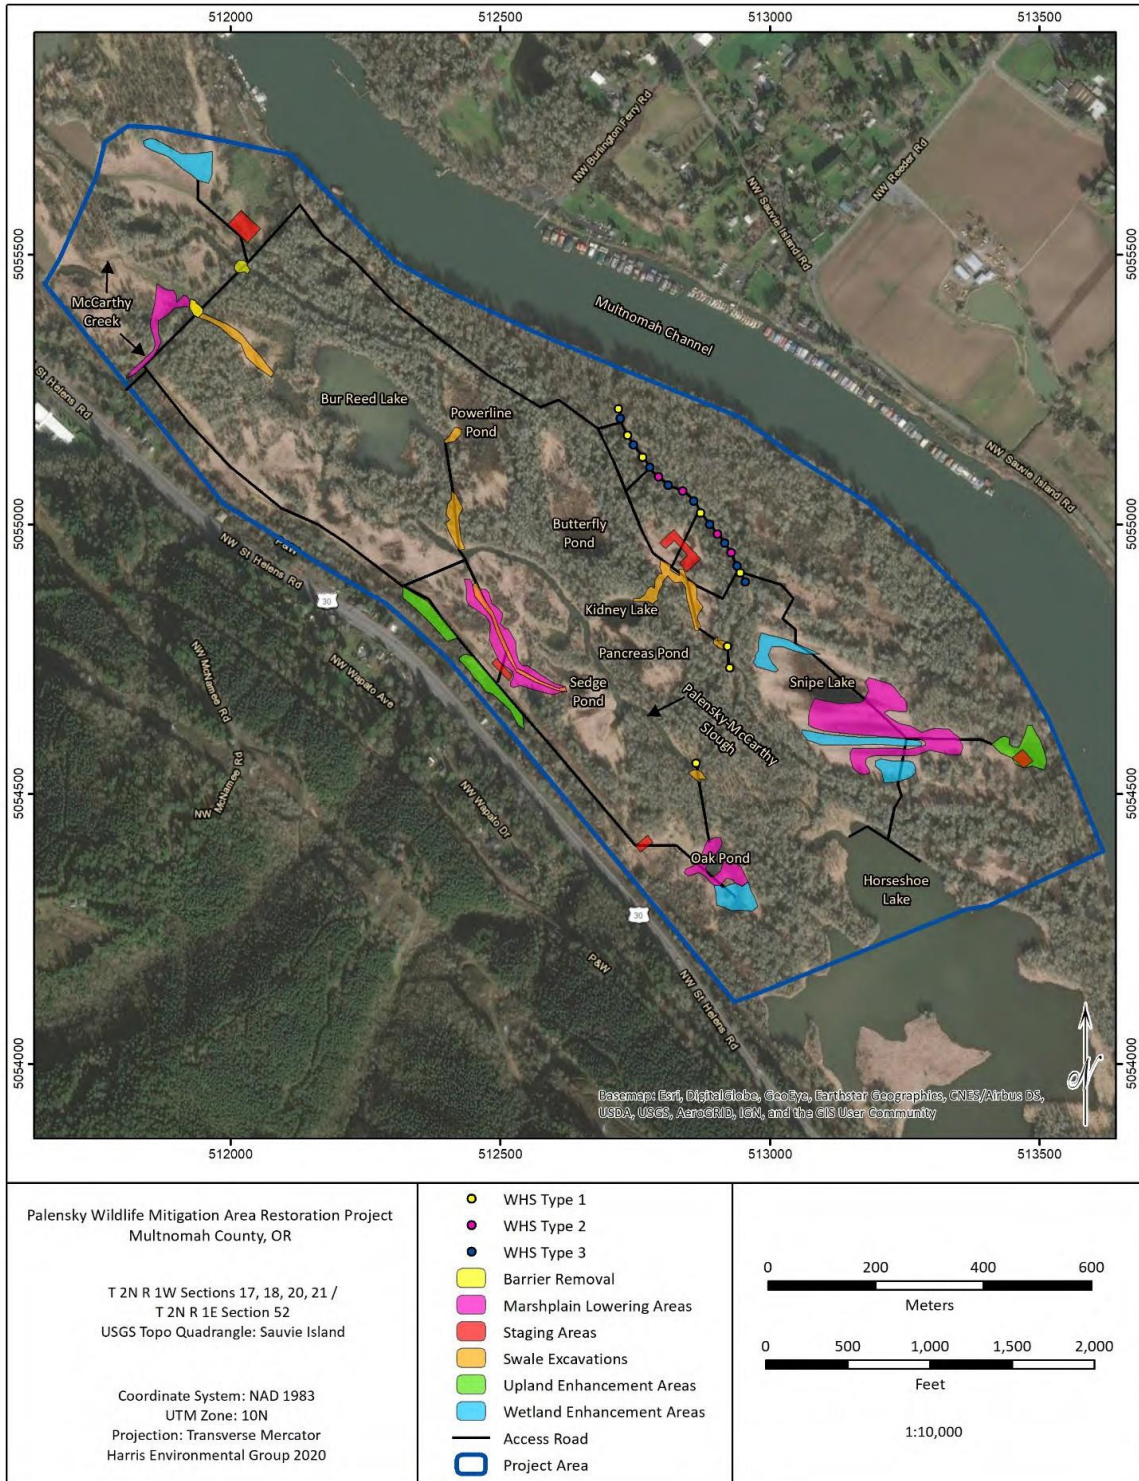 512000
512500
513000
513500
NW Burlington Ferry Rd
NW Reeder Rd
NW Sauvie Island Rd
5055500
5055500
McCarthy
Creek
Multnomah Channel
St Helens Rd
Bur Reed Lake
Powerline
Pond
NW Sauvie Island Rd
5055000
5055000
Butterfly
Pond
P&W
NW St Helens Rd
30
Kidney Lake
NW McNamee Rd
NW Wapato Ave
Pancreas Pond
Snipe Lake
Sedge
Pond
Palensky-McCarthy
Slough
NW McNamee Rd
NW Wapato Dr
5054500
5054500
Oak Pond
Horseshoe
Lake
30
P&W
NW St Helens Rd
5054000
5054000
Basemap: Esri, DigitalGlobe, GeoEye, Earthstar Geographics, CNES/Airbus DS,
USDA, USGS, AeroGRID, IGN, and the GIS User Community
512000
512500
513000
513500
Palensky Wildlife Mitigation Area Restoration Project
Multnomah County, OR
T 2N R 1W Sections 17, 18, 20, 21 /
T 2N R 1E Section 52
USGS Topo Quadrangle: Sauvie Island
Coordinate System: NAD 1983
UTM Zone: 10N
Projection: Transverse Mercator
Harris Environmental Group 2020
WHS Type 1
WHS Type 2
WHS Type 3
Barrier Removal
Marshplain Lowering Areas
Staging Areas
Swale Excavations
Upland Enhancement Areas
Wetland Enhancement Areas
Access Road
Project Area
0 200 400 600
Meters
0 500 1,000 1,500 2,000
Feet
1:10,000